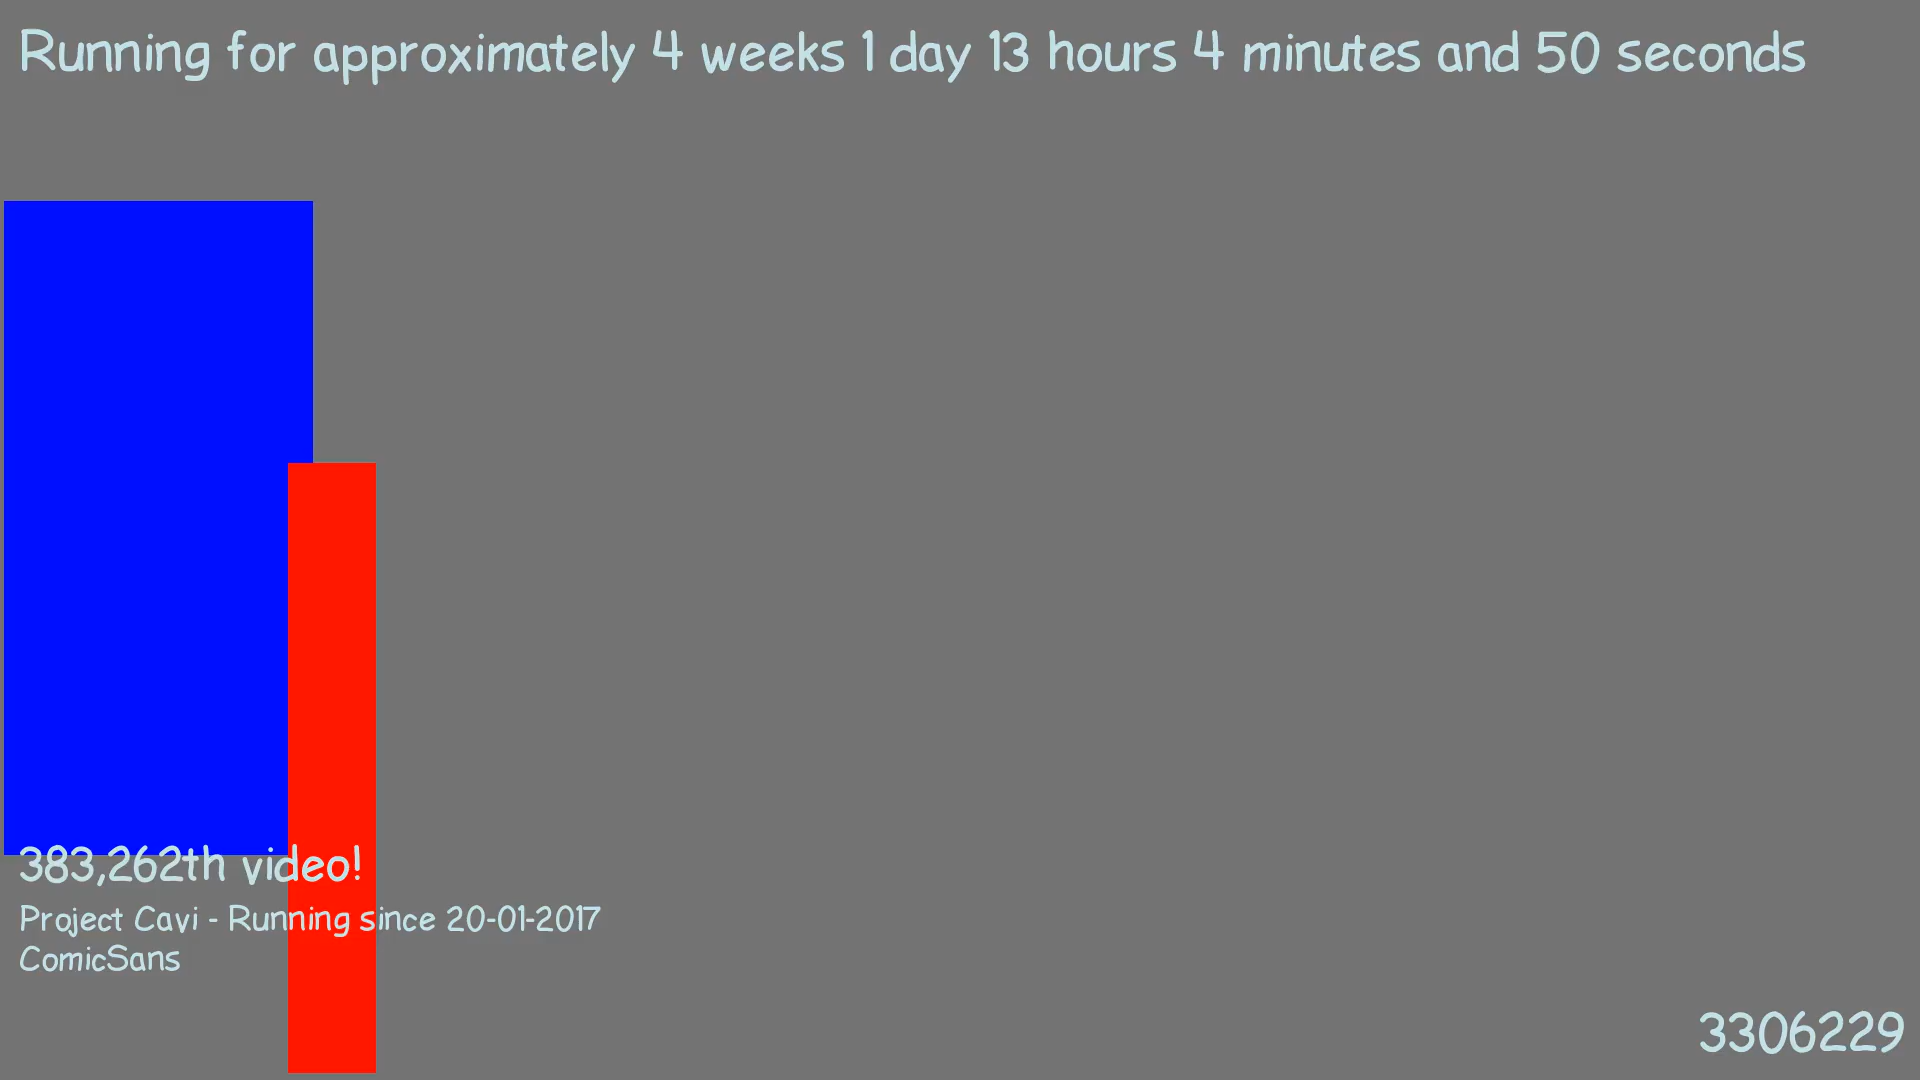 Running for approximately 4 weeks 1 day 13 hours 4 minutes and 50 seconds
383,262th video!
Project Cavi - Running since 20-01-2017
ComicSans
3306229